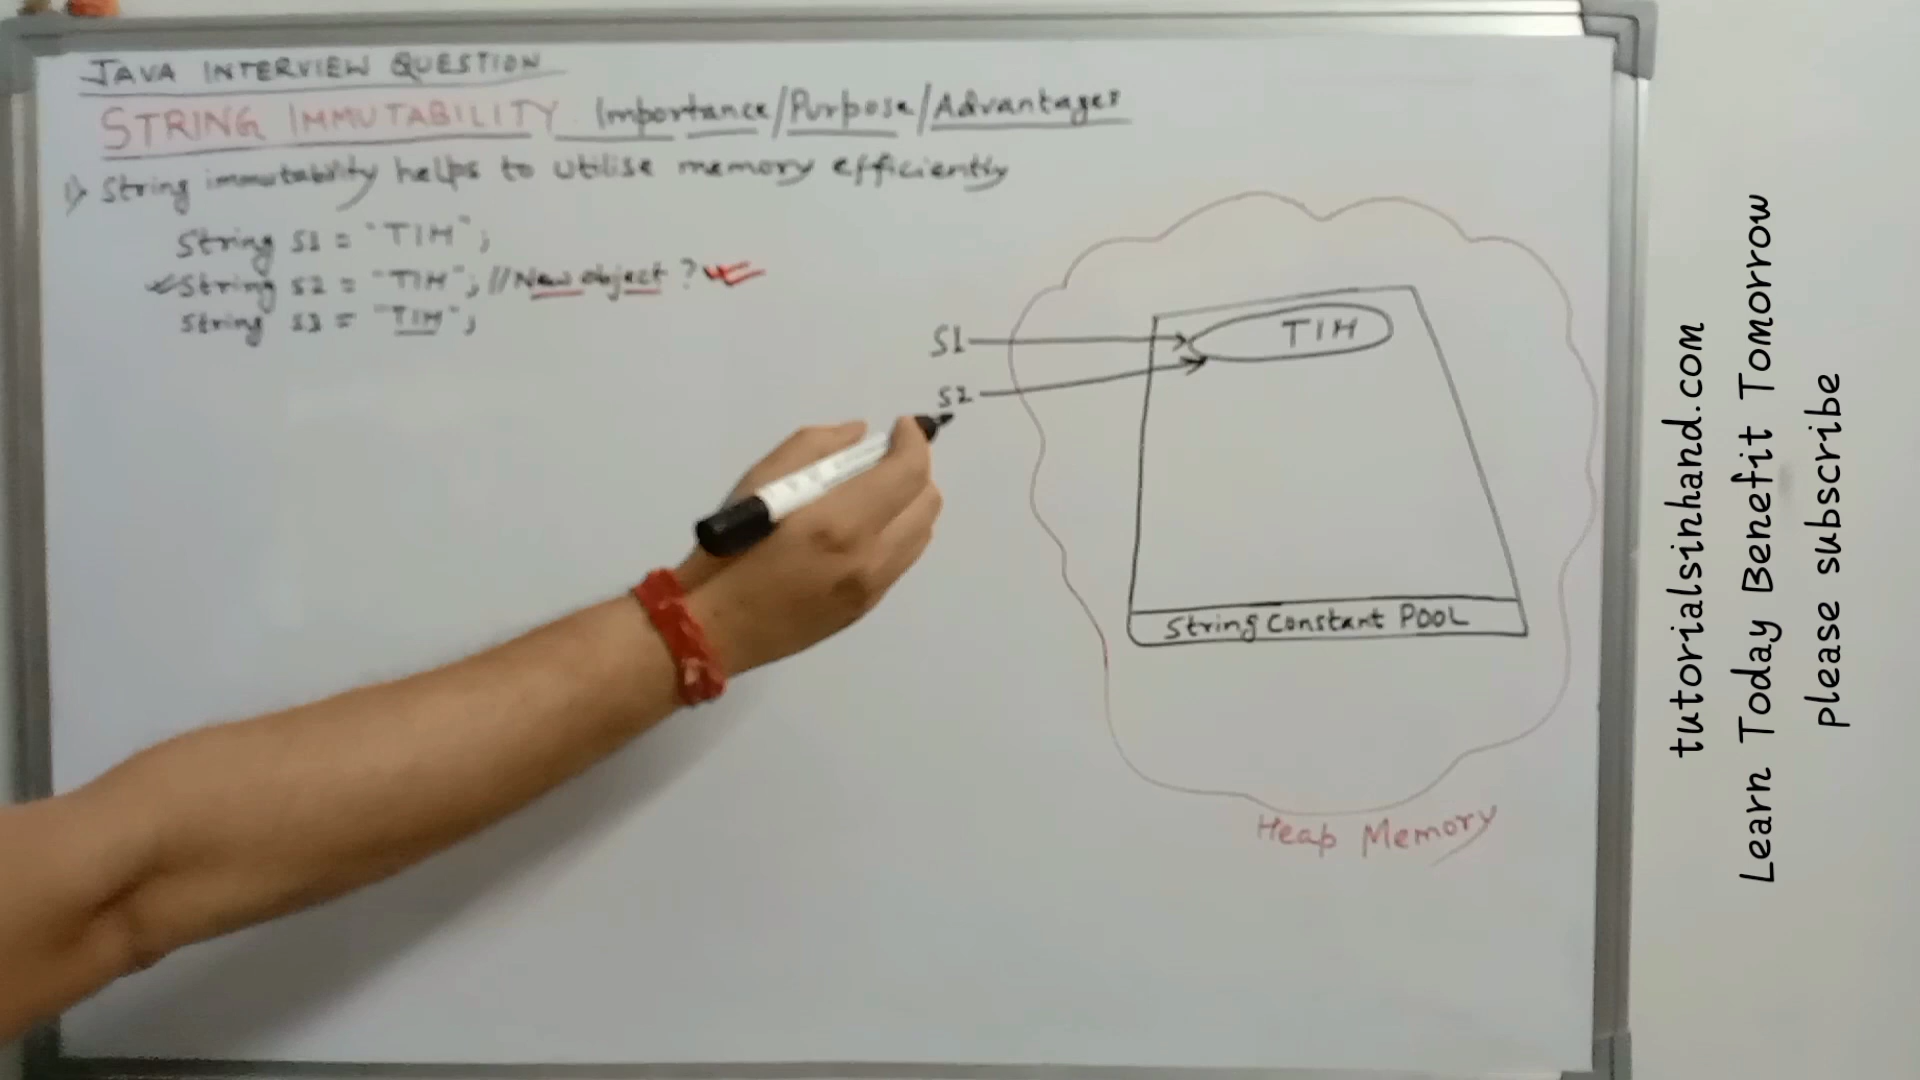 JAVA INTERVIEW QUESTION
STRING IMMUTABILITY Importance/Purpose/Advantages
1) String immutability helps to utilise memory efficiently
String S1 = "TIH";
String S2 = "TIH"; //New object ?
String S3 = "TIH";
S1
TIH
S2
String Constant POOL
Heap Memory
tutorialsinhand.com
Learn Today Benefit Tomorrow
please subscribe